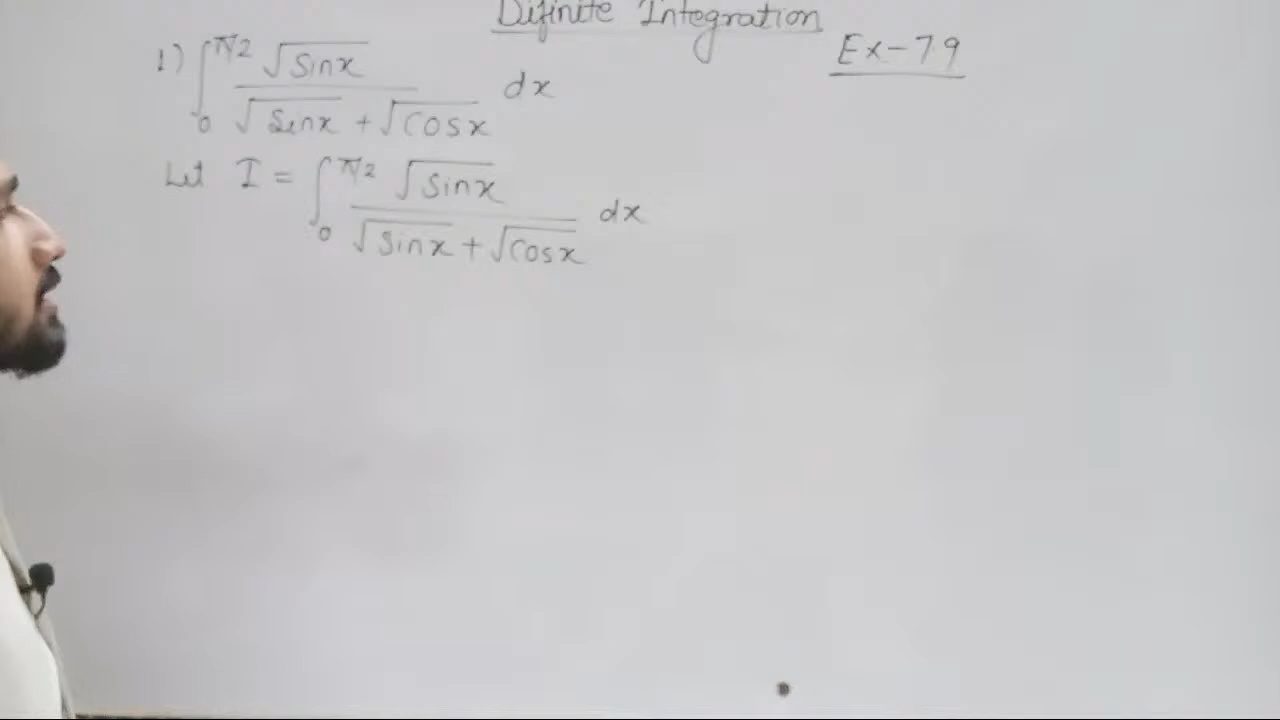 Difinite Integration
Ex-79
1) ∫₀^π/2 √Sinx / (√Sinx + √Cosx) dx
Let I = ∫₀^π/2 √Sinx / (√Sinx + √Cosx) dx